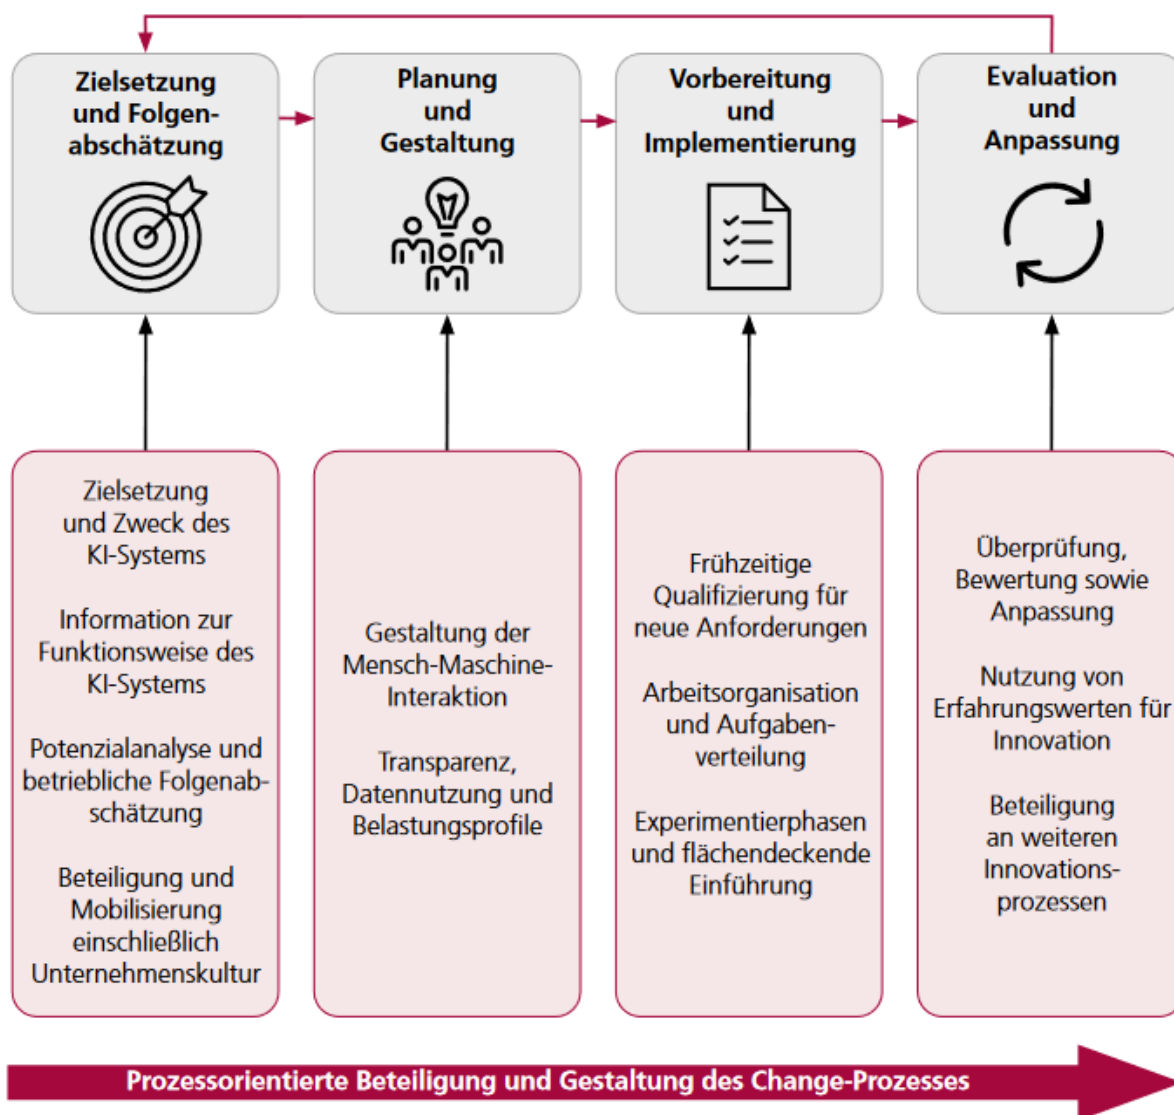 Zielsetzung
und Folgen-
abschätzung
Planung
und
Gestaltung
Vorbereitung
und
Implementierung
Evaluation
und
Anpassung
Zielsetzung
und Zweck des
KI-Systems
Information zur
Funktionsweise des
KI-Systems
Potenzialanalyse und
betriebliche Folgenab-
schätzung
Beteiligung und
Mobilisierung
einschließlich
Unternehmenskultur
Gestaltung der
Mensch-Maschine-
Interaktion
Transparenz,
Datennutzung und
Belastungsprofile
Frühzeitige
Qualifizierung für
neue Anforderungen
Arbeitsorganisation
und Aufgaben-
verteilung
Experimentierphasen
und flächendeckende
Einführung
Überprüfung,
Bewertung sowie
Anpassung
Nutzung von
Erfahrungswerten für
Innovation
Beteiligung
an weiteren
Innovations-
prozessen
Prozessorientierte Beteiligung und Gestaltung des Change-Prozesses